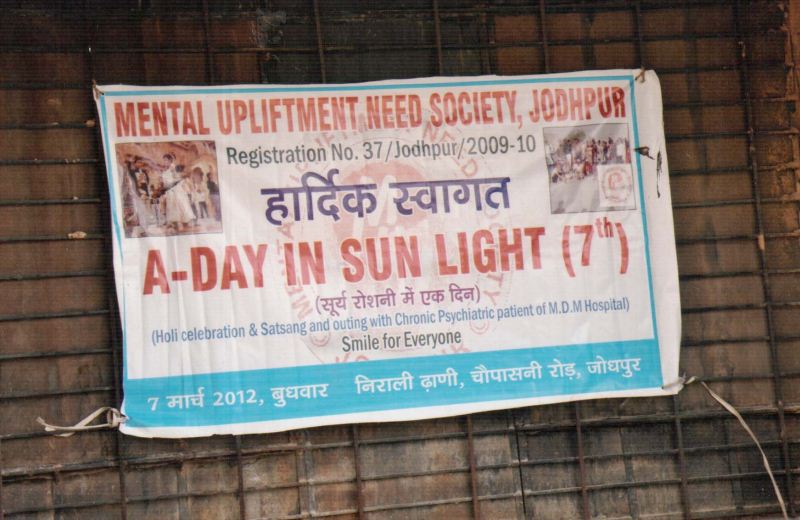 MENTAL UPLIFTMENT NEED SOCIETY, JODHPUR
Registration No. 37/Jodhpur/2009-10
हार्दिक स्वागत
A-DAY IN SUN LIGHT (7th)
(सूर्य रोशनी में एक दिन)
(Holi celebration & Satsang and outing with Chronic Psychiatric patient of M.D.M Hospital)
Smile for Everyone
7 मार्च 2012, बुधवार निराली ढ़ाणी, चौपासनी रोड़, जोधपुर